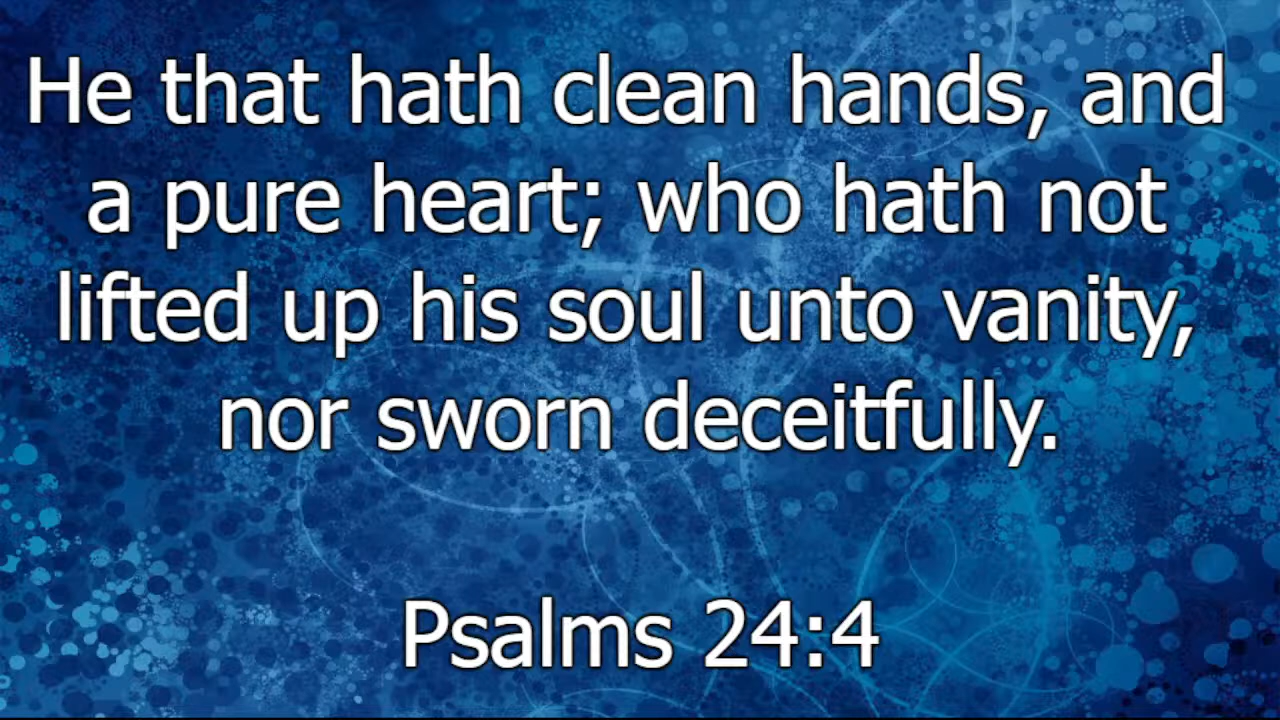 He that hath clean hands, and
a pure heart; who hath not
lifted up his soul unto vanity,
nor sworn deceitfully.
Psalms 24:4